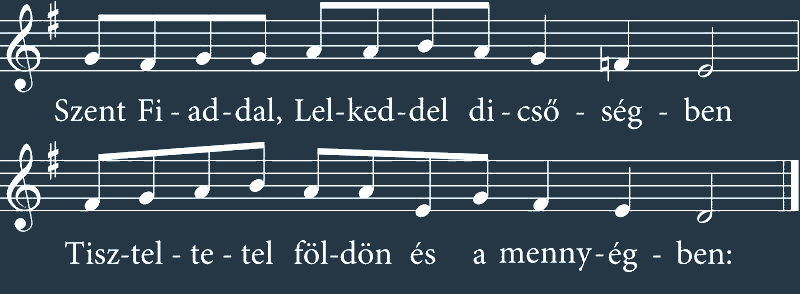 Szent Fi - ad-dal, Lel-ked-del di - cső - ség - ben
Tisz-tel - te - tel föl-dön és a menny-ég - ben: